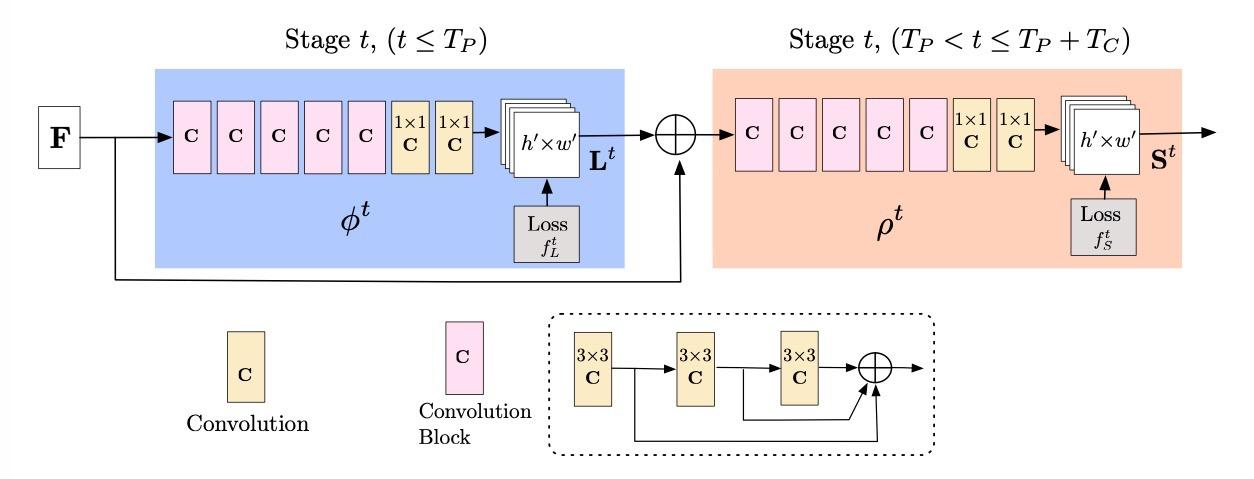 Stage t, (t ≤ T_P)
Stage t, (T_P < t ≤ T_P + T_C)
F
C C C C C 1×1 C 1×1 C
h′×w′
L^t
ϕ^t
Loss
f_L^t
C C C C C 1×1 C 1×1 C
h′×w′
S^t
ρ^t
Loss
f_S^t
C
Convolution
C
Convolution
Block
3×3 3×3 3×3
C C C